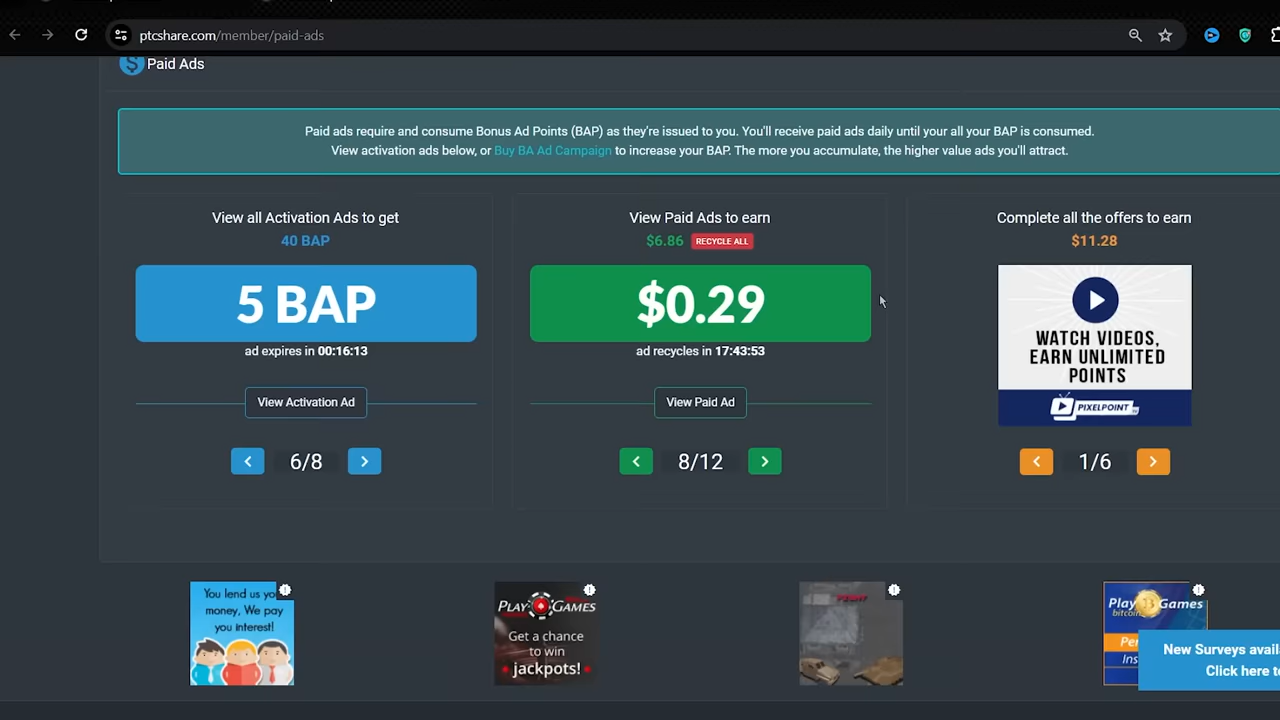 ptcshare.com/member/paid-ads
Paid Ads
Paid ads require and consume Bonus Ad Points (BAP) as they're issued to you. You'll receive paid ads daily until your all your BAP is consumed.
View activation ads below, or Buy BA Ad Campaign to increase your BAP. The more you accumulate, the higher value ads you'll attract.
View all Activation Ads to get
40 BAP
5 BAP
ad expires in 00:16:13
View Activation Ad
6/8
View Paid Ads to earn
$6.86 RECYCLE ALL
$0.29
ad recycles in 17:43:53
View Paid Ad
8/12
Complete all the offers to earn
$11.28
WATCH VIDEOS,
EARN UNLIMITED
POINTS
PIXELPOINT
1/6
You lend us
money, We pay
you interest!
PLAY GAMES
Get a chance
to win
jackpots!
Play Games
bitcoin
New Surveys avail
Click here to